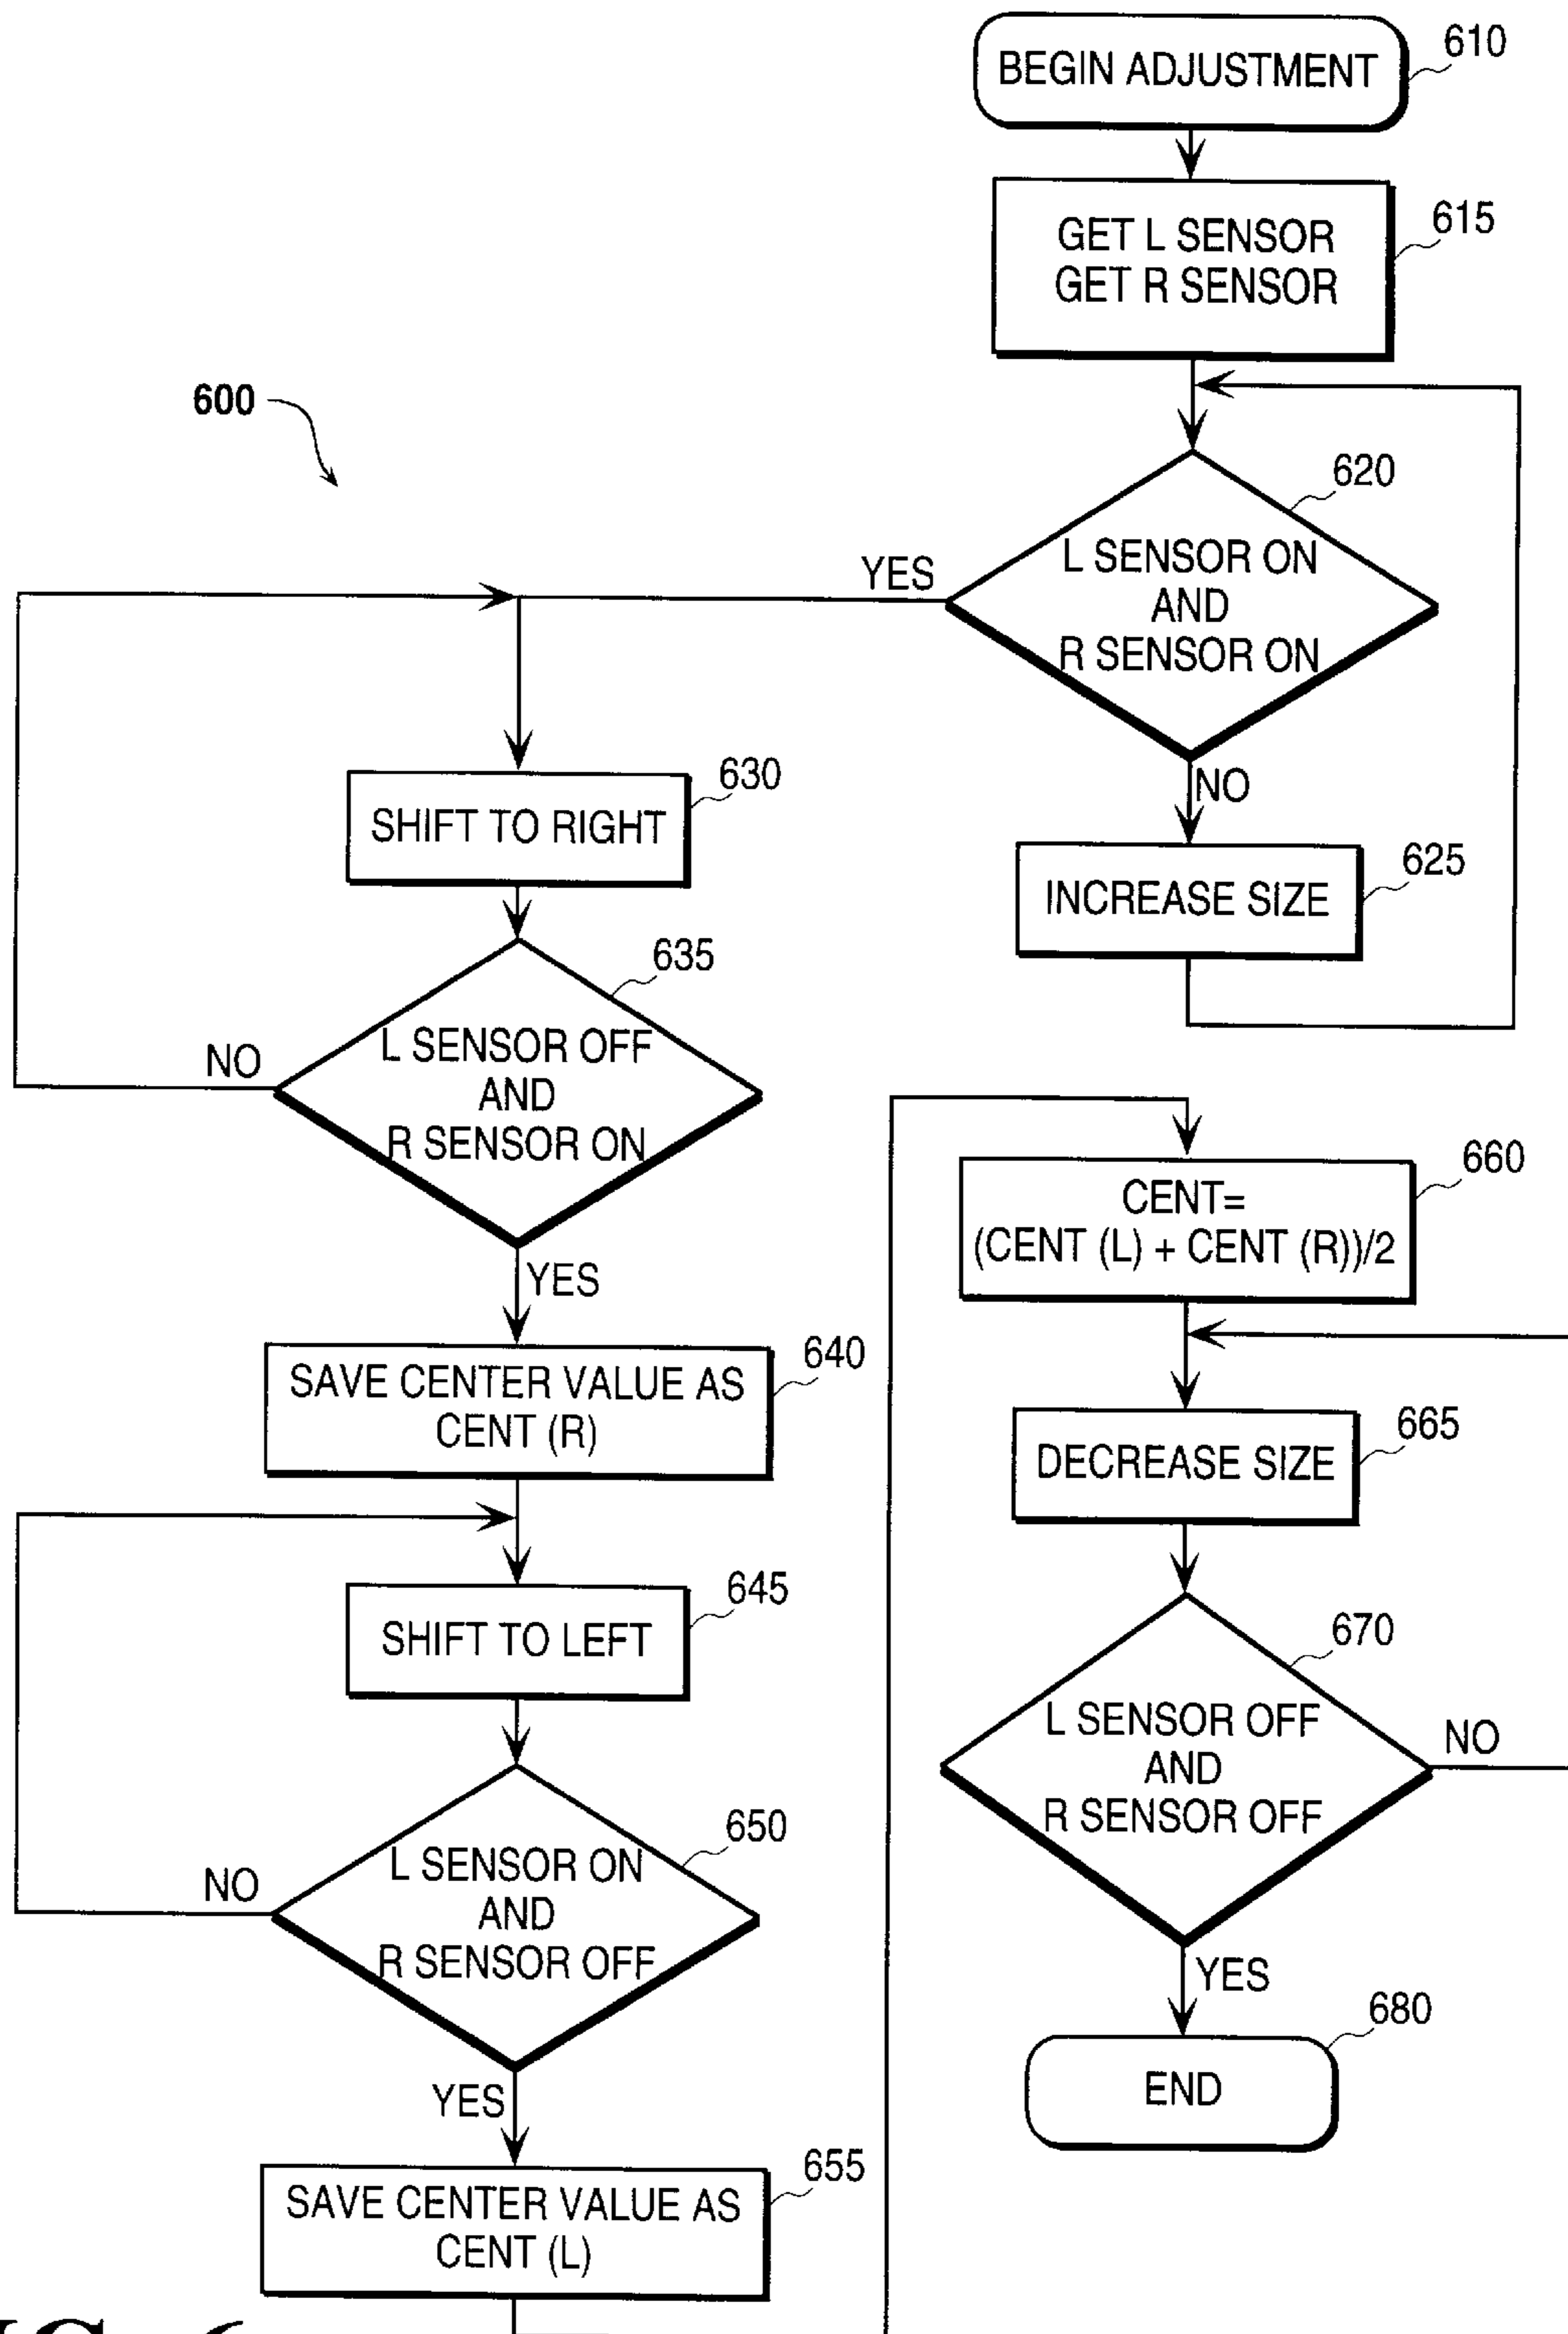 BEGIN ADJUSTMENT
610
GET L SENSOR
GET R SENSOR
615
600
620
L SENSOR ON
AND
R SENSOR ON
YES
NO
INCREASE SIZE
625
SHIFT TO RIGHT
630
635
L SENSOR OFF
AND
R SENSOR ON
NO
YES
SAVE CENTER VALUE AS
CENT (R)
640
SHIFT TO LEFT
645
650
L SENSOR ON
AND
R SENSOR OFF
NO
YES
SAVE CENTER VALUE AS
CENT (L)
655
CENT=
(CENT (L) + CENT (R))/2
660
DECREASE SIZE
665
670
L SENSOR OFF
AND
R SENSOR OFF
NO
YES
680
END